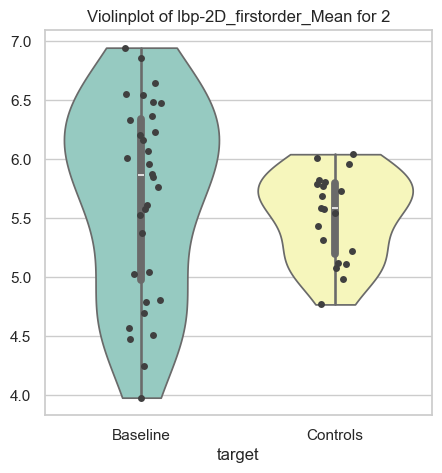 Violinplot of lbp-2D_firstorder_Mean for 2
7.0
6.5
6.0
5.5
5.0
4.5
4.0
Baseline
Controls
target